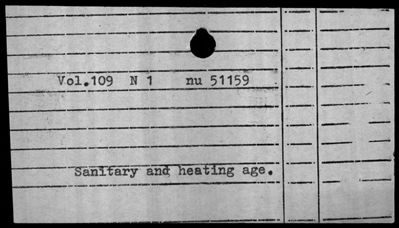 Vol.109 N 1 nu 51159
Sanitary and heating age.